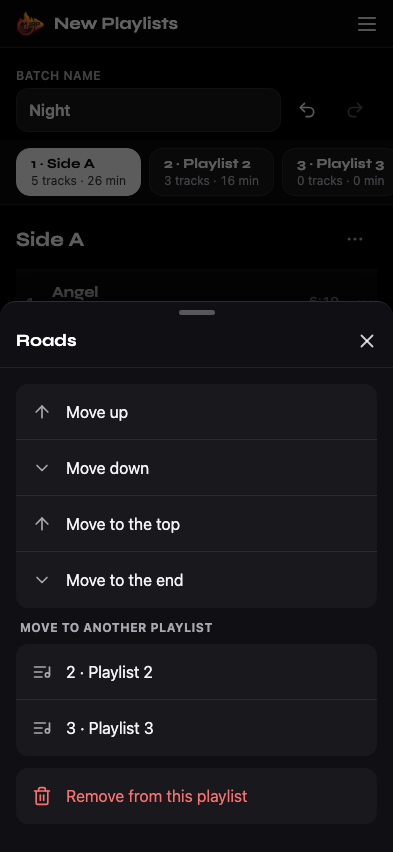 New Playlists
BATCH NAME
Night
1 · Side A
5 tracks · 26 min
2 · Playlist 2
3 tracks · 16 min
3 · Playlist 3
0 tracks · 0 min
Side A
Angel
Roads
Move up
Move down
Move to the top
Move to the end
MOVE TO ANOTHER PLAYLIST
2 · Playlist 2
3 · Playlist 3
Remove from this playlist